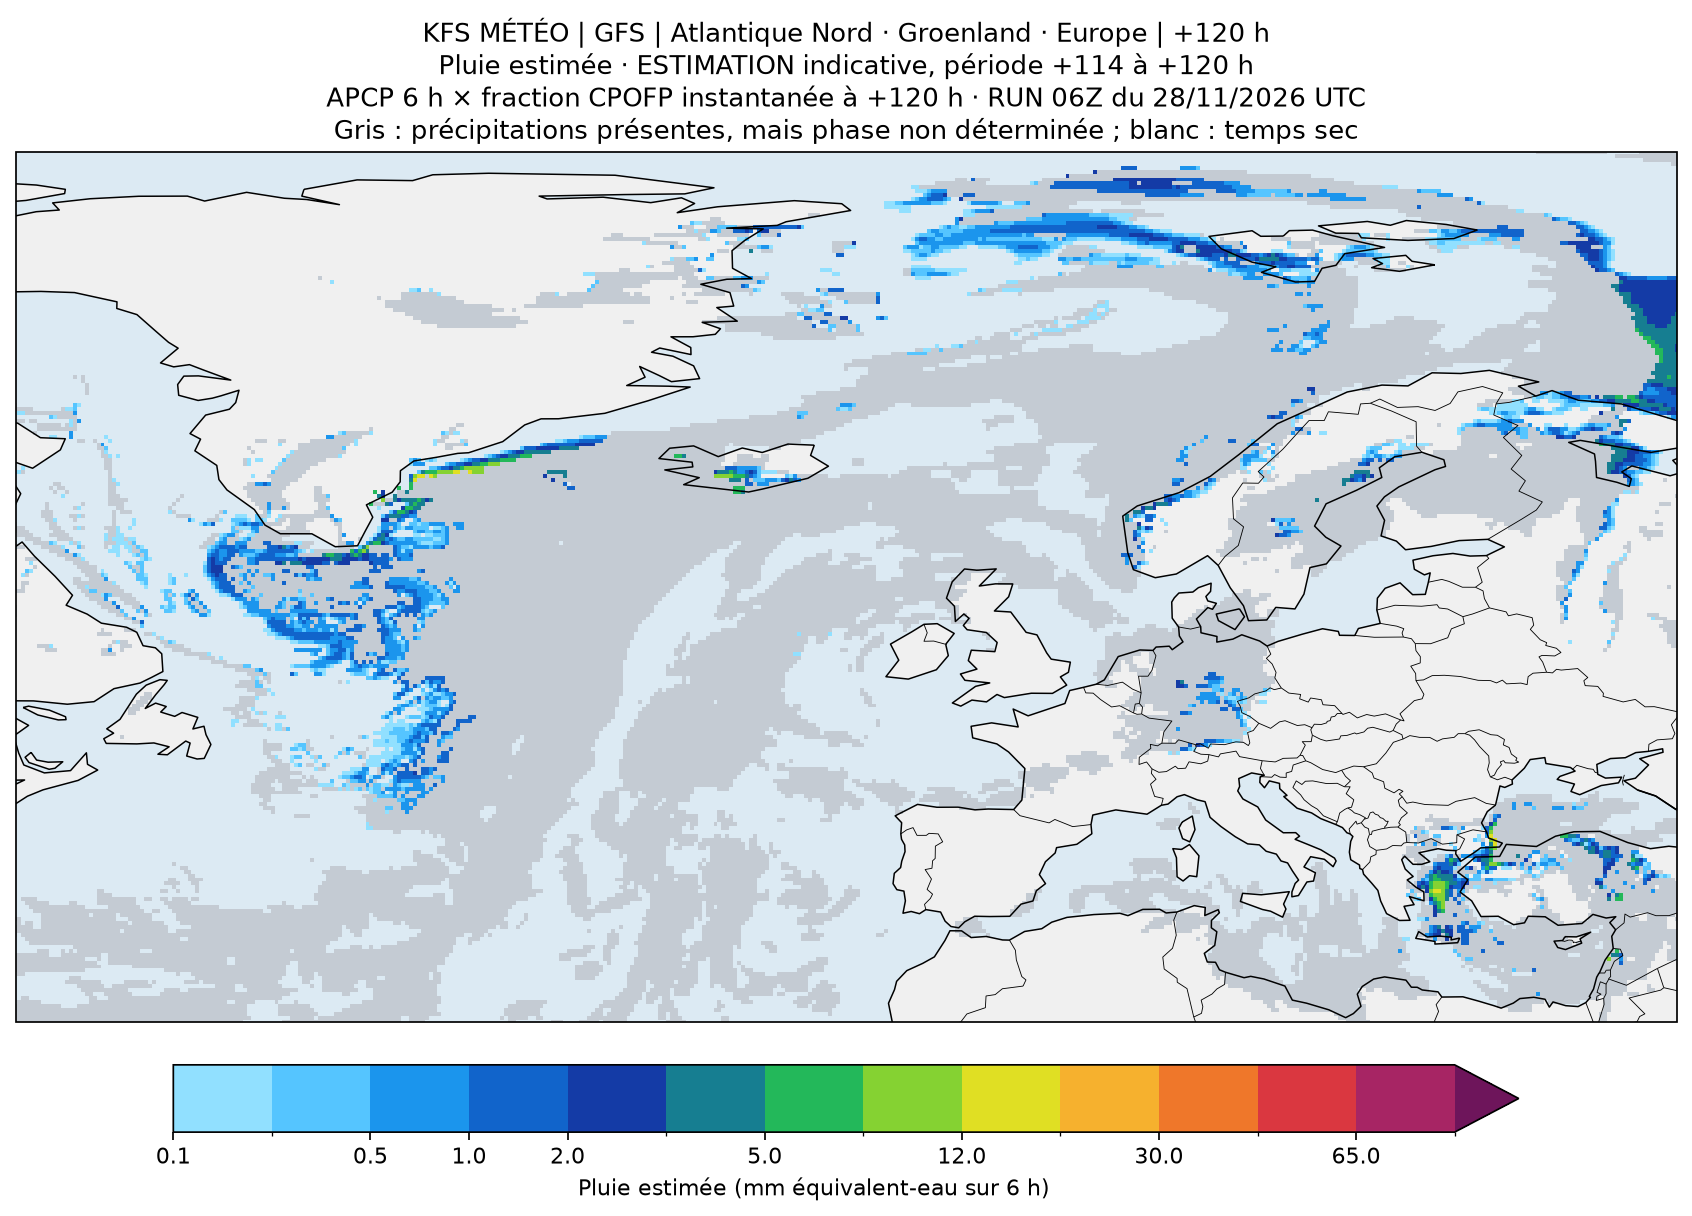 KFS MÉTÉO | GFS | Atlantique Nord · Groenland · Europe | +120 h
Pluie estimée · ESTIMATION indicative, période +114 à +120 h
APCP 6 h × fraction CPOFP instantanée à +120 h · RUN 06Z du 28/11/2026 UTC
Gris : précipitations présentes, mais phase non déterminée ; blanc : temps sec
0.1 0.5 1.0 2.0 5.0 12.0 30.0 65.0
Pluie estimée (mm équivalent-eau sur 6 h)